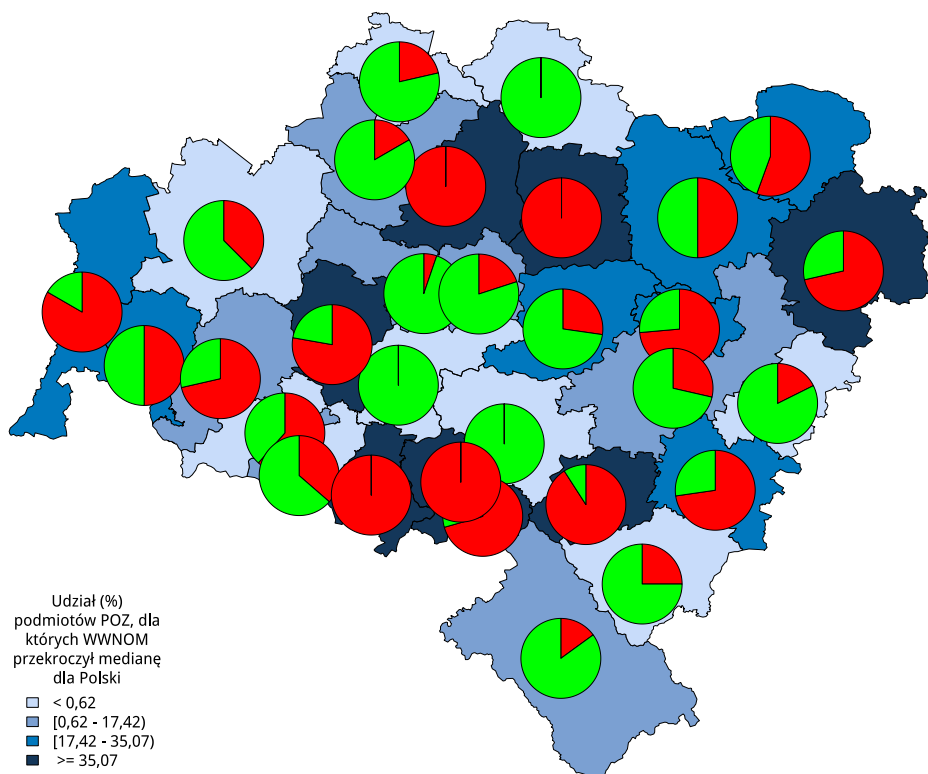 Udział (%)
podmiotów POZ, dla
których WWNOM
przekroczył medianę
dla Polski
< 0,62
[0,62 - 17,42)
[17,42 - 35,07)
>= 35,07